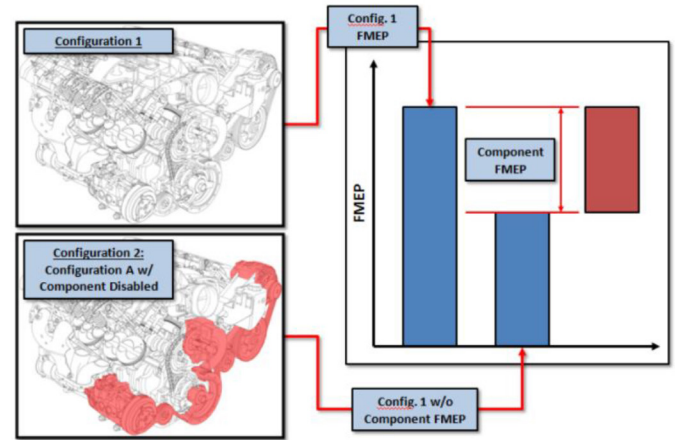 Configuration 1
Config. 1
FMEP
Component
FMEP
FMEP
Configuration 2:
Configuration A w/
Component Disabled
Config. 1 w/o
Component FMEP